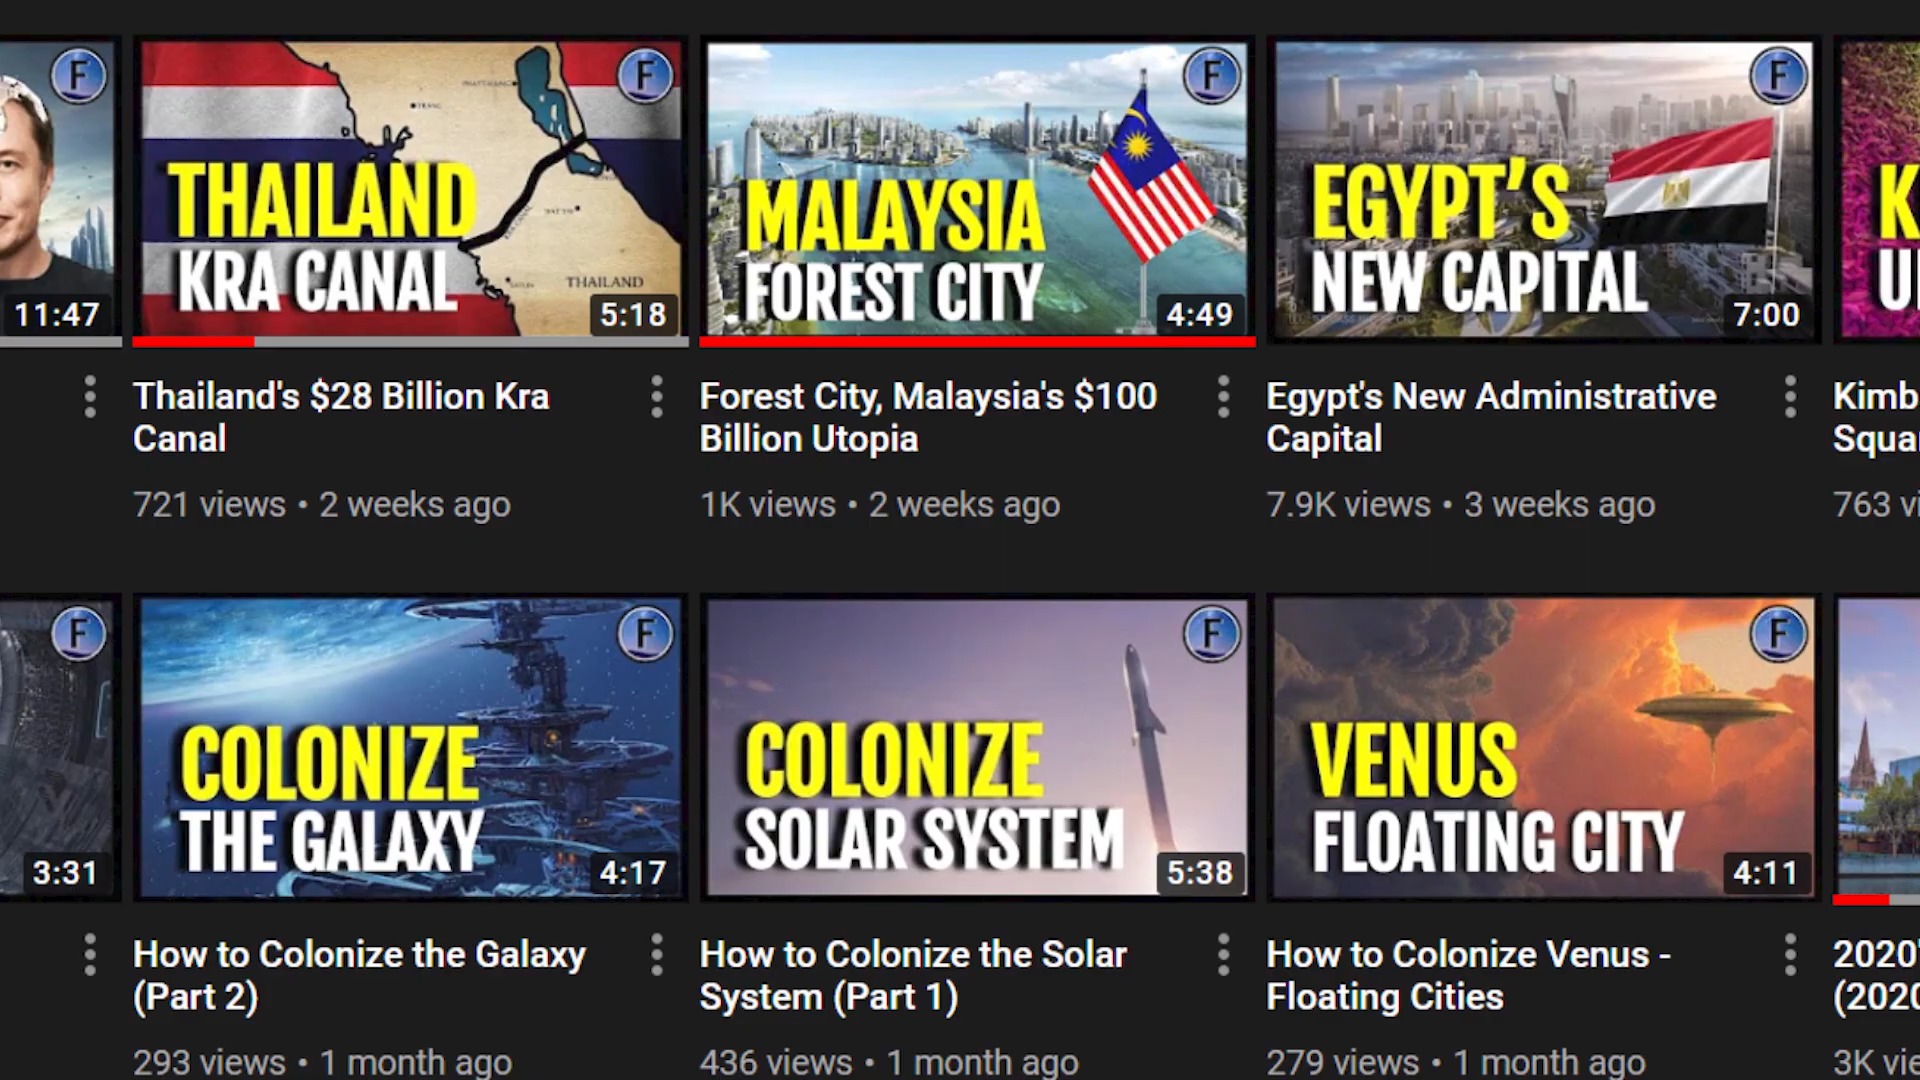 F
11:47
F
THAILAND
KRA CANAL
THAILAND
5:18
F
MALAYSIA
FOREST CITY
4:49
F
EGYPT'S
NEW CAPITAL
7:00
K
Thailand's $28 Billion Kra
Canal
721 views • 2 weeks ago
Forest City, Malaysia's $100
Billion Utopia
1K views • 2 weeks ago
Egypt's New Administrative
Capital
7.9K views • 3 weeks ago
Kimb
Squa
763 vi
F
3:31
F
COLONIZE
THE GALAXY
4:17
F
COLONIZE
SOLAR SYSTEM
5:38
F
VENUS
FLOATING CITY
4:11
How to Colonize the Galaxy
(Part 2)
293 views • 1 month ago
How to Colonize the Solar
System (Part 1)
436 views • 1 month ago
How to Colonize Venus -
Floating Cities
279 views • 1 month ago
2020'
(2020
3K vie